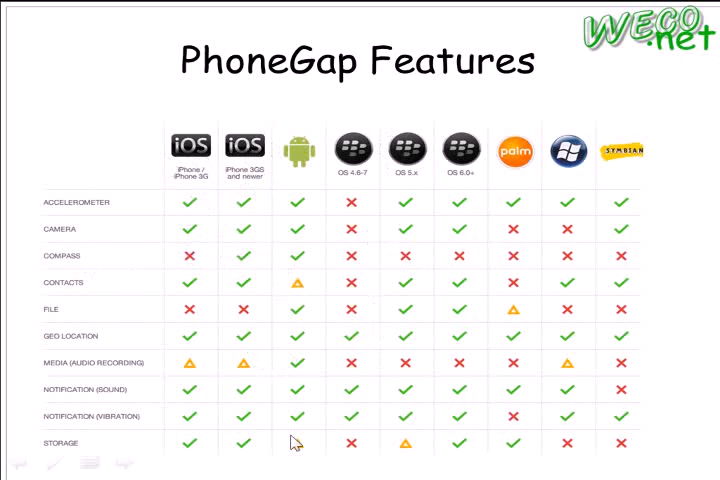 WECO
.net
PhoneGap Features
iOS iOS palm SYMBIAN
iPhone / iPhone 3GS OS 4.6-7 OS 5.x OS 6.0+
iPhone 3G and newer
ACCELEROMETER
CAMERA
COMPASS
CONTACTS
FILE
GEO LOCATION
MEDIA (AUDIO RECORDING)
NOTIFICATION (SOUND)
NOTIFICATION (VIBRATION)
STORAGE